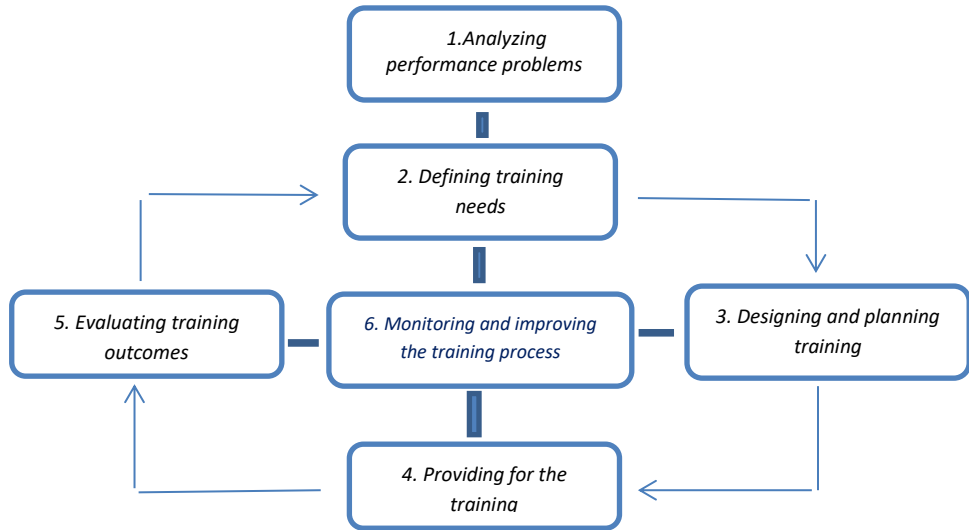 1.Analyzing
performance problems
2. Defining training
needs
5. Evaluating training
outcomes
6. Monitoring and improving
the training process
3. Designing and planning
training
4. Providing for the
training